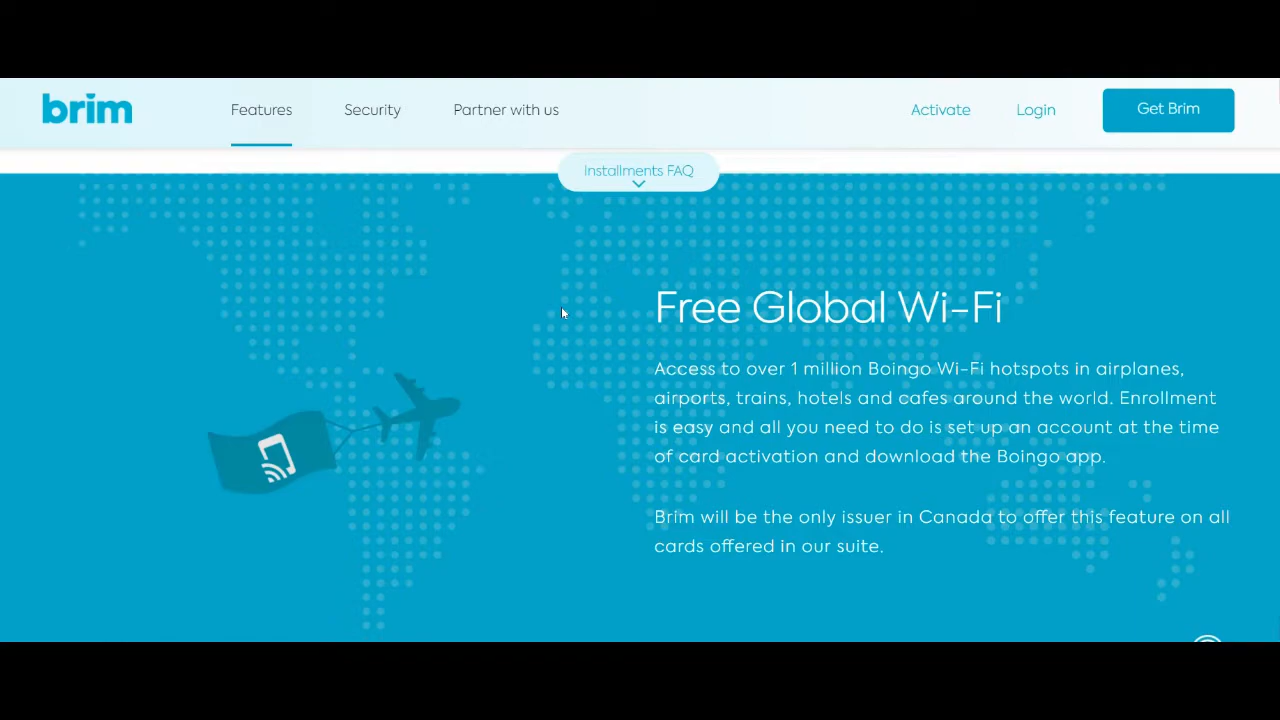 brim
Features
Security
Partner with us
Activate
Login
Get Brim
Installments FAQ
Free Global Wi-Fi
Access to over 1 million Boingo Wi-Fi hotspots in airplanes,
airports, trains, hotels and cafes around the world. Enrollment
is easy and all you need to do is set up an account at the time
of card activation and download the Boingo app.
Brim will be the only issuer in Canada to offer this feature on all
cards offered in our suite.